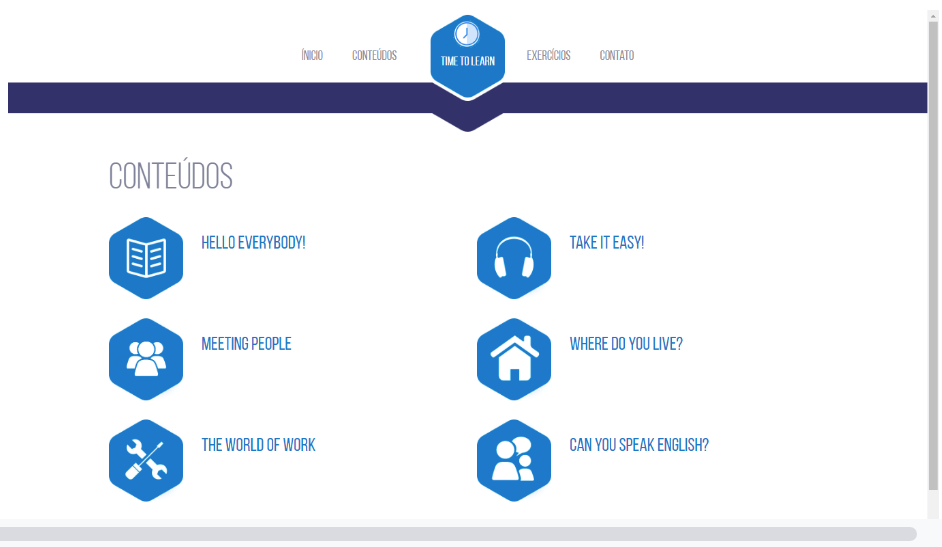 ÍNICIO CONTEÚDOS TIME TO LEARN EXERCÍCIOS CONTATO
CONTEÚDOS
HELLO EVERYBODY! TAKE IT EASY!
MEETING PEOPLE WHERE DO YOU LIVE?
THE WORLD OF WORK CAN YOU SPEAK ENGLISH?